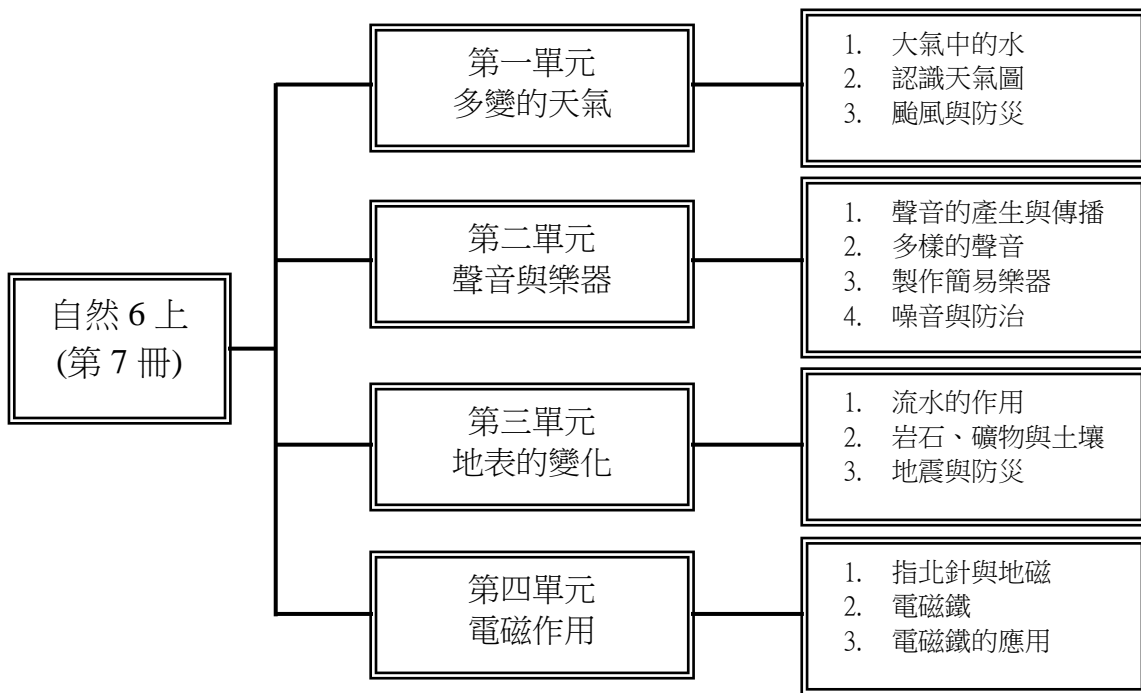 自然 6 上
(第 7 冊)
第一單元
多變的天氣
1. 大氣中的水
2. 認識天氣圖
3. 颱風與防災
第二單元
聲音與樂器
1. 聲音的產生與傳播
2. 多樣的聲音
3. 製作簡易樂器
4. 噪音與防治
第三單元
地表的變化
1. 流水的作用
2. 岩石、礦物與土壤
3. 地震與防災
第四單元
電磁作用
1. 指北針與地磁
2. 電磁鐵
3. 電磁鐵的應用